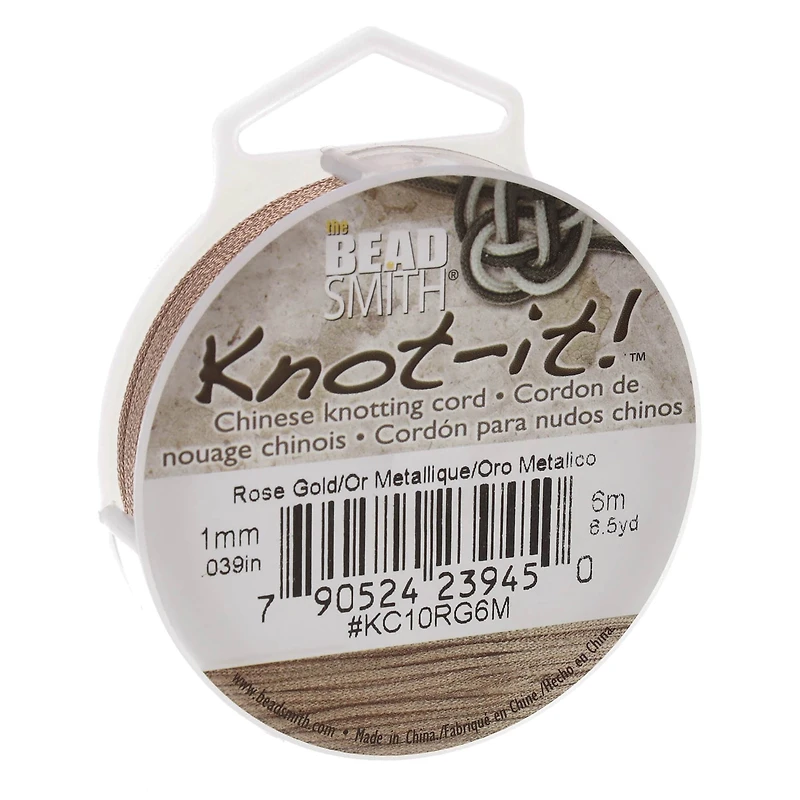 the
BEAD
SMITH®
Knot-it!™
Chinese knotting cord • Cordon de
nouage chinois • Cordón para nudos chinos
Rose Gold/Or Metallique/Oro Metalico
1mm
.039in
6m
6.5yd
7 90524 23945 0
#KC10RG6M
www.beadsmith.com • Made in China./Fabriqué en Chine./Hecho en China.